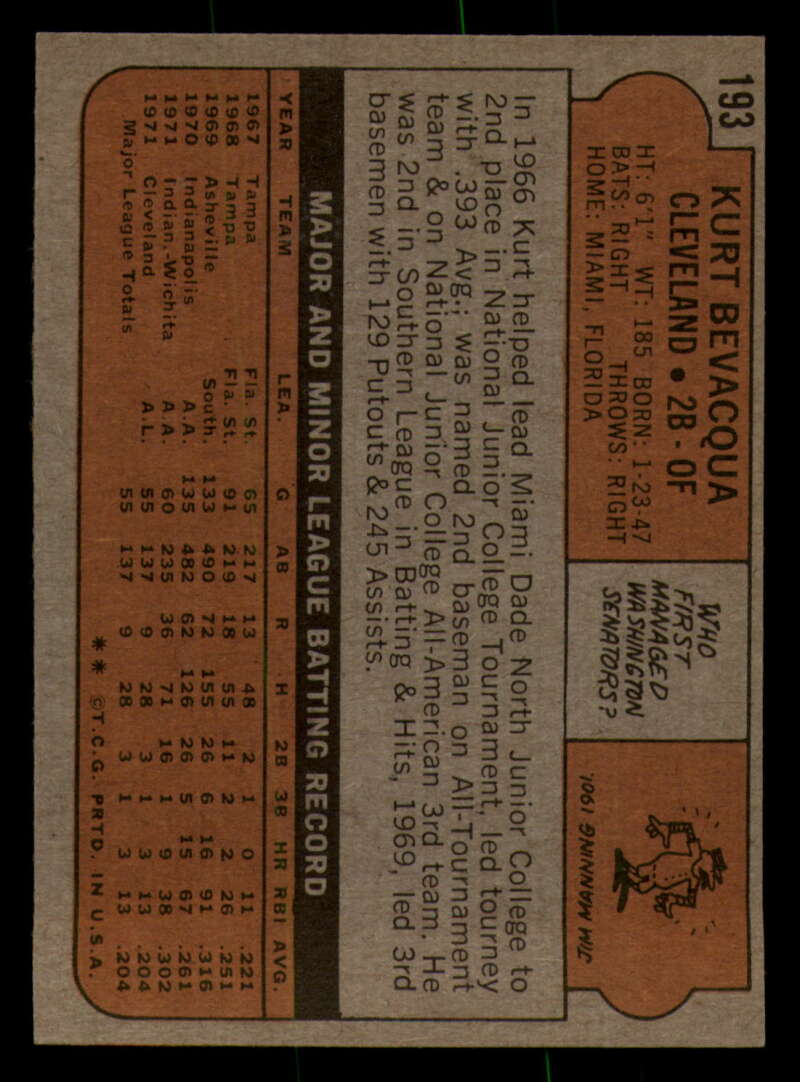 193
KURT BEVACQUA
CLEVELAND • 2B-OF
HT: 6'1" WT: 185 BORN: 1-23-47
BATS: RIGHT THROWS: RIGHT
HOME: MIAMI, FLORIDA
WHO
FIRST
MANAGED
WASHINGTON
SENATORS?
JIM MANNING 1901.
In 1966 Kurt helped lead Miami Dade North Junior College to
2nd place in National Junior College Tournament, led tourney
with .393 Avg.; was named 2nd baseman on All-Tournament
team & on National Junior College All-American 3rd team. He
was 2nd in Southern League in Batting & Hits, 1969, led 3rd
basemen with 129 Putouts & 245 Assists.
MAJOR AND MINOR LEAGUE BATTING RECORD
YEAR TEAM LEA. G AB R H 2B 3B HR RBI AVG.
1967 Tampa Fla. St. 65 217 13 48 2 1 0 11 .221
1968 Tampa Fla. St. 91 219 18 55 11 2 2 26 .251
1969 Asheville South. 133 490 72 155 26 6 16 91 .316
1970 Indianapolis A.A. 135 482 62 126 26 5 15 67 .261
1971 Indian.-Wichita A.A. 60 235 36 71 16 1 9 38 .302
1971 Cleveland A.L. 55 137 9 28 3 1 3 13 .204
Major League Totals 55 137 9 28 3 1 3 13 .204
** ©T.C.G. PRTD. IN U.S.A.